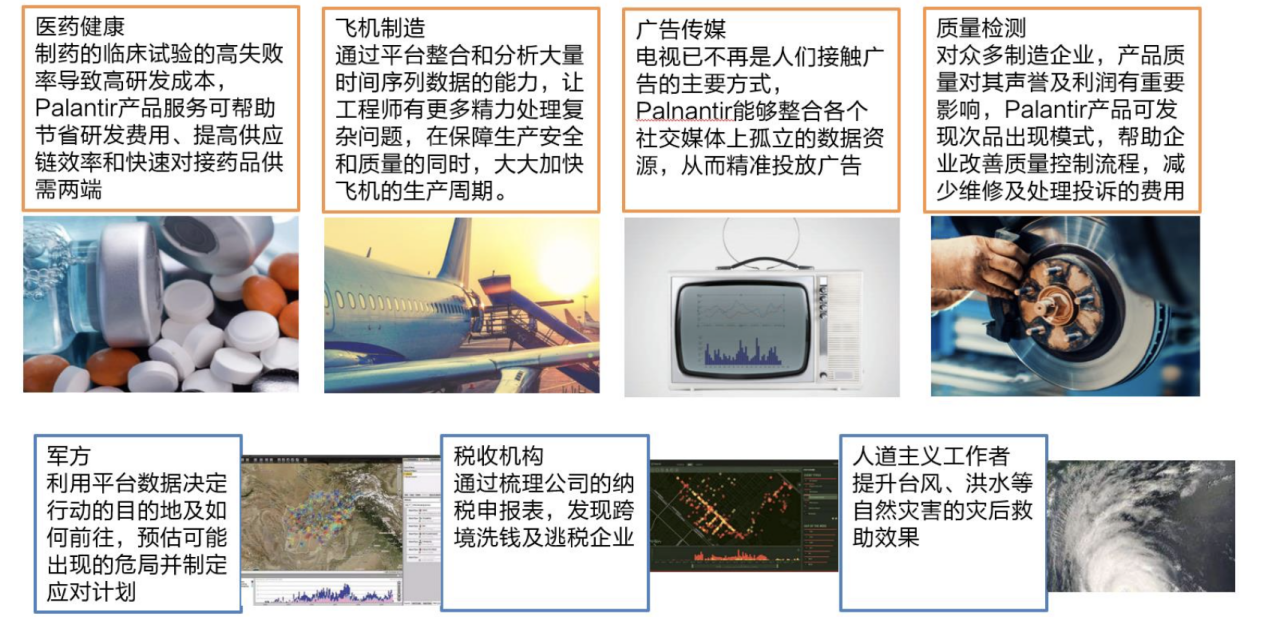 医药健康
制药的临床试验的高失败
率导致高研发成本，
Palantir产品服务可帮助
节省研发费用、提高供应
链效率和快速对接药品供
需两端
飞机制造
通过平台整合和分析大量
时间序列数据的能力，让
工程师有更多精力处理复
杂问题，在保障生产安全
和质量的同时，大大加快
飞机的生产周期。
广告传媒
电视已不再是人们接触广
告的主要方式，
Palnantir能够整合各个
社交媒体上孤立的数据资
源，从而精准投放广告
质量检测
对众多制造企业，产品质
量对其声誉及利润有重要
影响，Palantir产品可发
现次品出现模式，帮助企
业改善质量控制流程，减
少维修及处理投诉的费用
军方
利用平台数据决定
行动的目的地及如
何前往，预估可能
出现的危局并制定
应对计划
税收机构
通过梳理公司的纳
税申报表，发现跨
境洗钱及逃税企业
人道主义工作者
提升台风、洪水等
自然灾害的灾后救
助效果